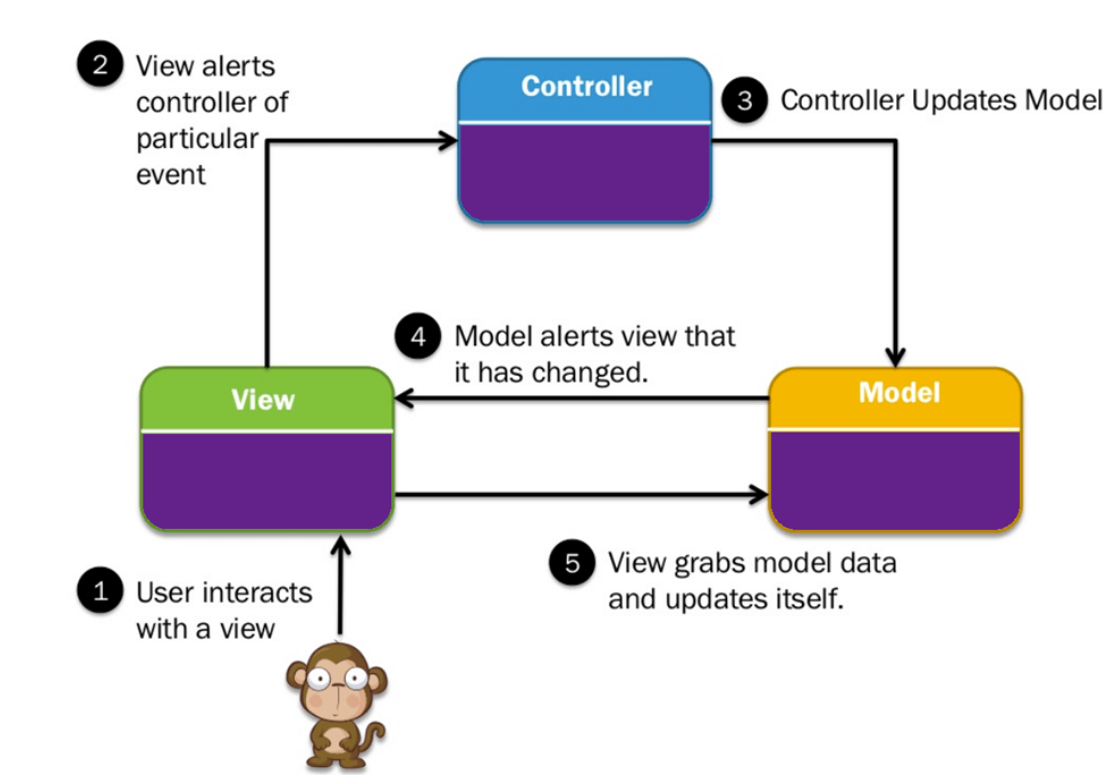 2 View alerts
controller of
particular
event
Controller
3 Controller Updates Model
4 Model alerts view that
it has changed.
View
Model
5 View grabs model data
and updates itself.
1 User interacts
with a view